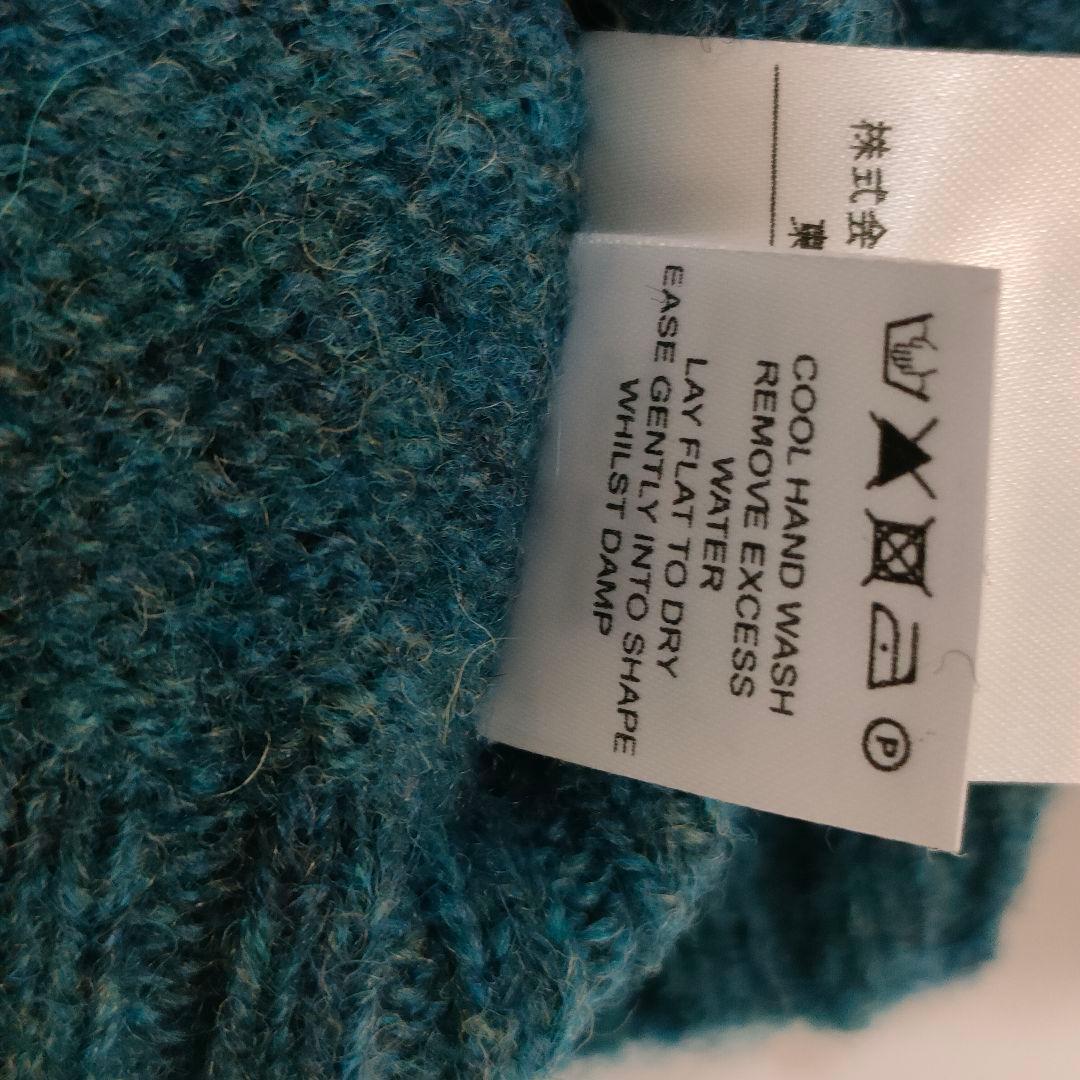 株式会
東
COOL HAND WASH
REMOVE EXCESS
WATER
LAY FLAT TO DRY
EASE GENTLY INTO SHAPE
WHILST DAMP
P